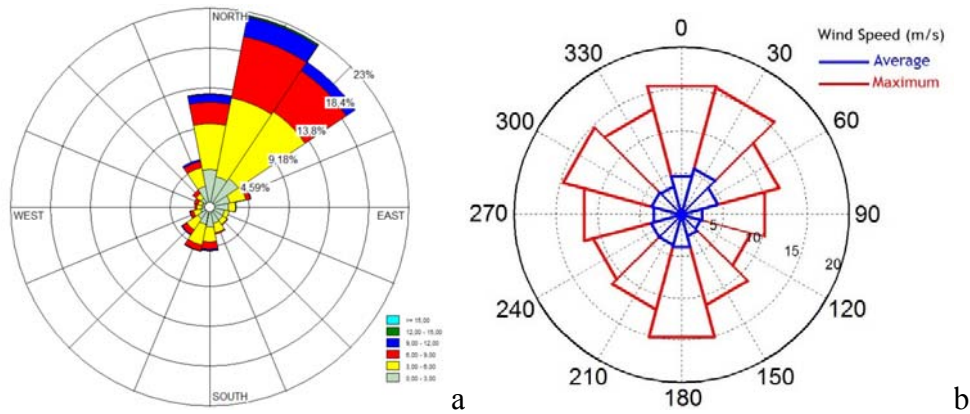 NORTH
23%
18,4%
13,8%
9,18%
4,59%
WEST
EAST
SOUTH
>= 15,00
12,00 - 15,00
9,00 - 12,00
6,00 - 9,00
3,00 - 6,00
0,00 - 3,00
a
Wind Speed (m/s)
Average
Maximum
0
30
60
90
120
150
180
210
240
270
300
330
5
10
15
20
b